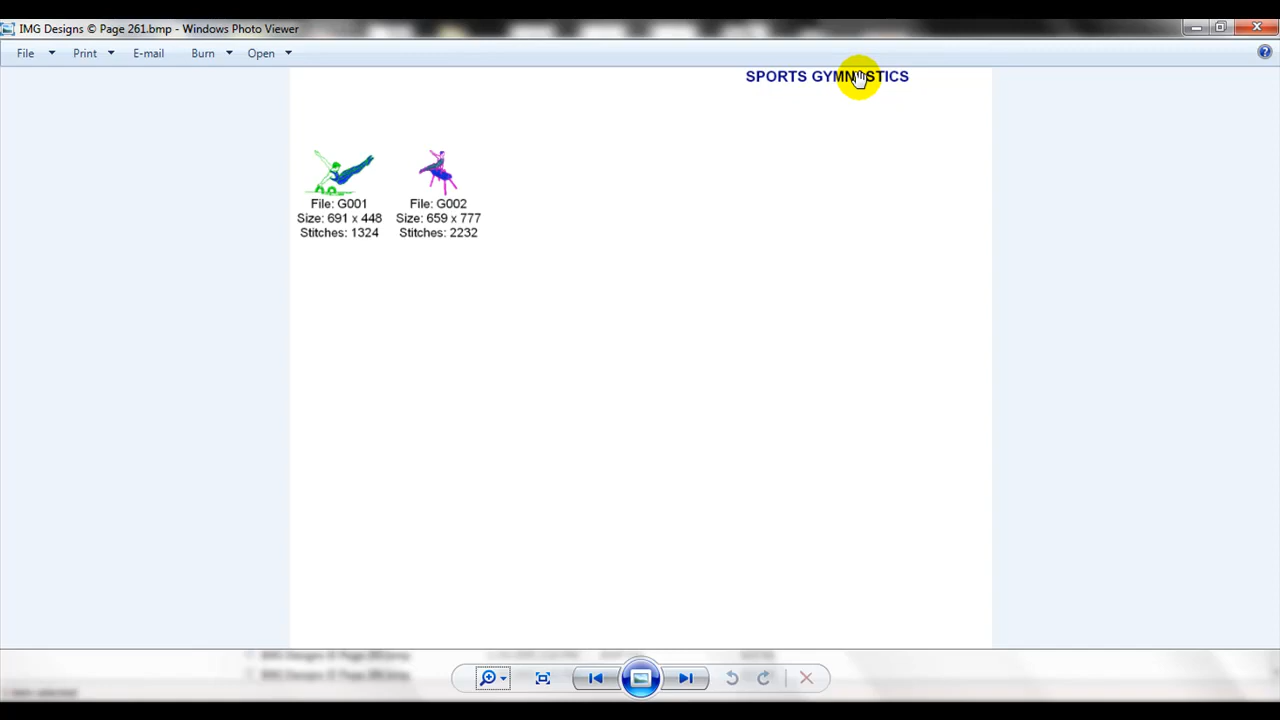 IMG Designs © Page 261.bmp - Windows Photo Viewer
File Print E-mail Burn Open
SPORTS GYMNASTICS
File: G001 File: G002
Size: 691 x 448 Size: 659 x 777
Stitches: 1324 Stitches: 2232